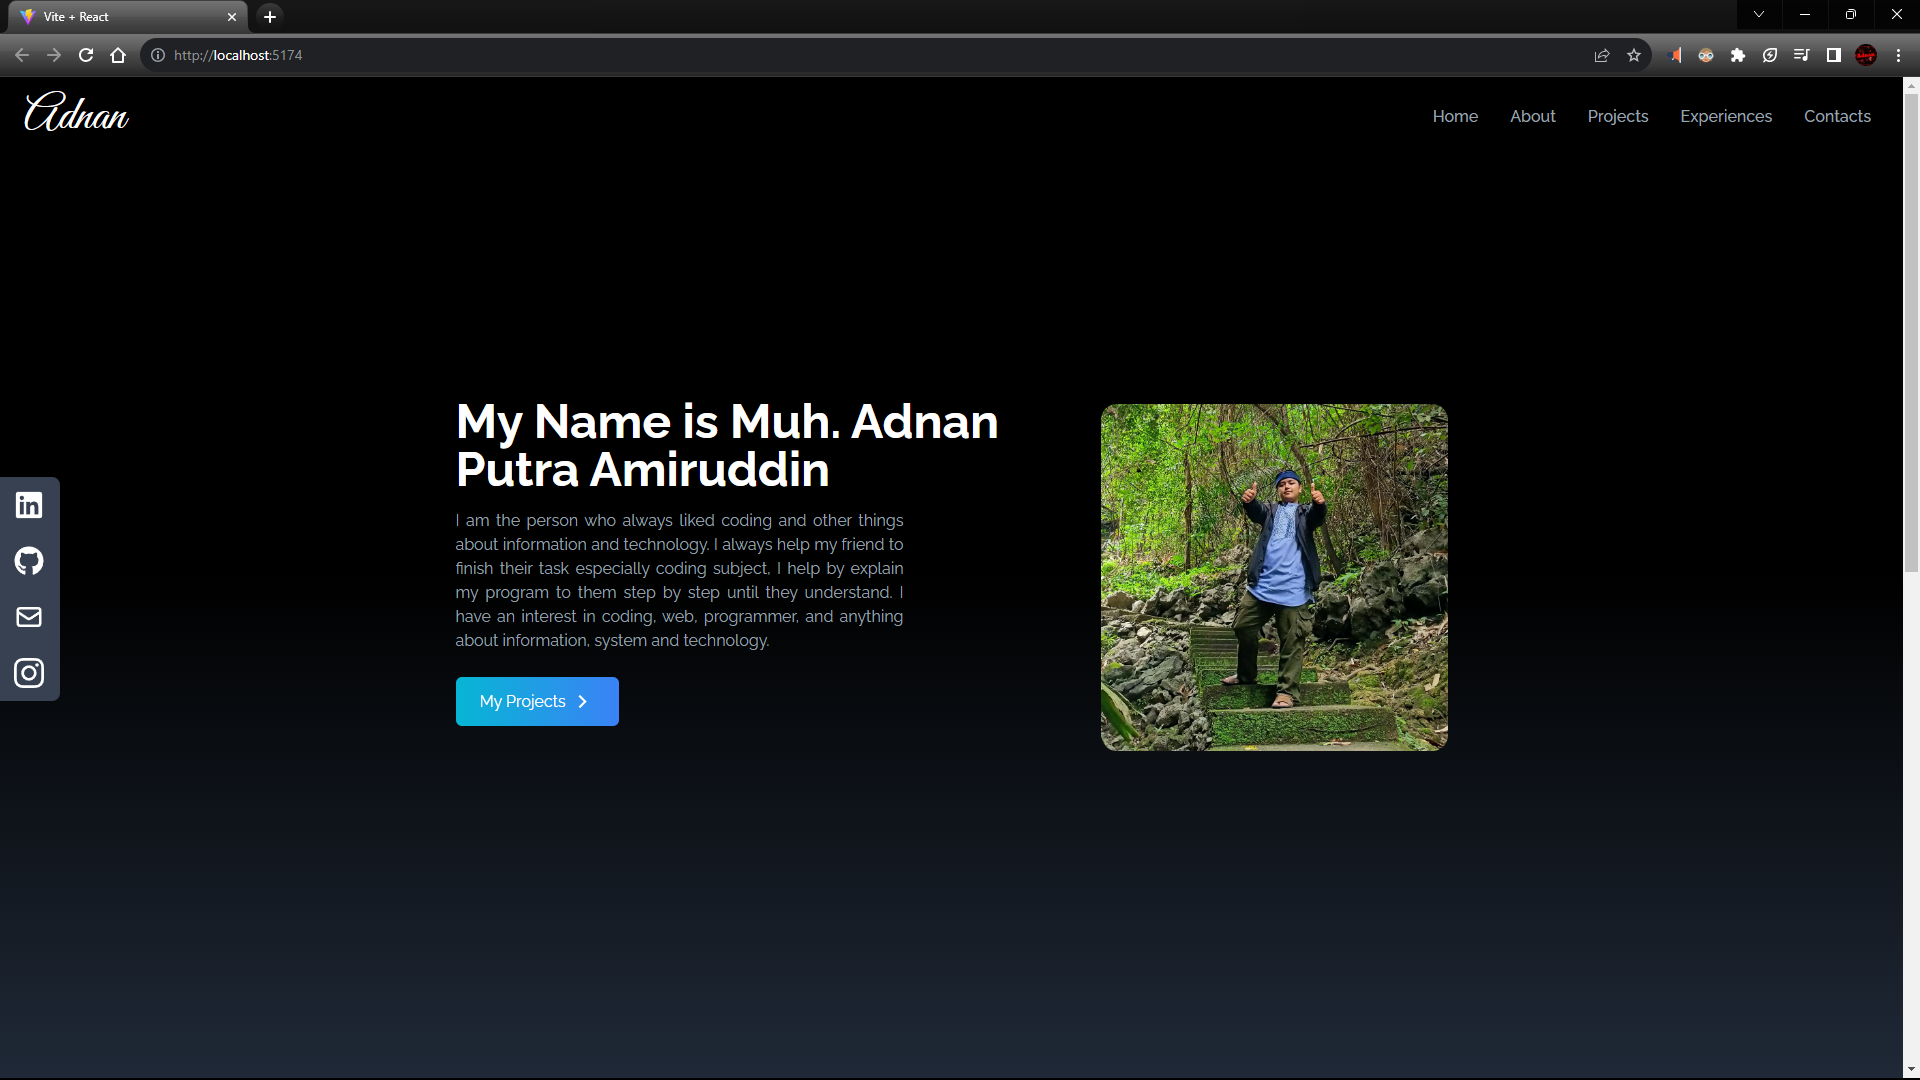 Vite + React
http://localhost:5174
Adnan
Home About Projects Experiences Contacts
My Name is Muh. Adnan
Putra Amiruddin
I am the person who always liked coding and other things
about information and technology. I always help my friend to
finish their task especially coding subject, I help by explain
my program to them step by step until they understand. I
have an interest in coding, web, programmer, and anything
about information, system and technology.
in
My Projects